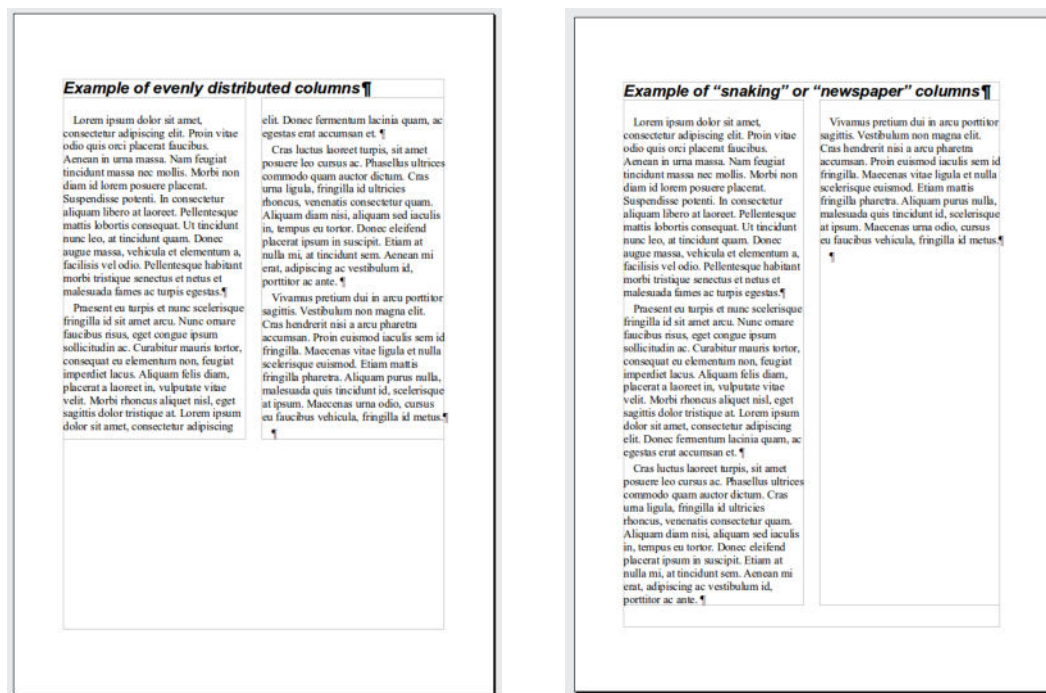 Example of evenly distributed columns¶
Lorem ipsum dolor sit amet,
consectetur adipiscing elit. Proin vitae
odio quis orci placerat faucibus.
Aenean in urna massa. Nam feugiat
tincidunt massa nec mollis. Morbi non
diam id lorem posuere placerat.
Suspendisse potenti. In consectetur
aliquam libero at laoreet. Pellentesque
mattis lobortis consequat. Ut tincidunt
nunc leo, at tincidunt quam. Donec
augue massa, vehicula et elementum a,
facilisis vel odio. Pellentesque habitant
morbi tristique senectus et netus et
malesuada fames ac turpis egestas.¶
Praesent eu turpis et nunc scelerisque
fringilla id sit amet arcu. Nunc ornare
faucibus risus, eget congue ipsum
sollicitudin ac. Curabitur mauris tortor,
consequat eu elementum non, feugiat
imperdiet lacus. Aliquam felis diam,
placerat a laoreet in, vulputate vitae
velit. Morbi rhoncus aliquet nisl, eget
sagittis dolor tristique at. Lorem ipsum
dolor sit amet, consectetur adipiscing
elit. Donec fermentum lacinia quam, ac
egestas erat accumsan et. ¶
Cras luctus laoreet turpis, sit amet
posuere leo cursus ac. Phasellus ultrices
commodo quam auctor dictum. Cras
urna ligula, fringilla id ultricies
rhoncus, venenatis consectetur quam.
Aliquam diam nisi, aliquam sed iaculis
in, tempus eu tortor. Donec eleifend
placerat ipsum in suscipit. Etiam at
nulla mi, at tincidunt sem. Aenean mi
erat, adipiscing ac vestibulum id,
porttitor ac ante. ¶
Vivamus pretium dui in arcu porttitor
sagittis. Vestibulum non magna elit.
Cras hendrerit nisi a arcu pharetra
accumsan. Proin euismod iaculis sem id
fringilla. Maecenas vitae ligula et nulla
scelerisque euismod. Etiam mattis
fringilla pharetra. Aliquam purus nulla,
malesuada quis tincidunt id, scelerisque
at ipsum. Maecenas urna odio, cursus
eu faucibus vehicula, fringilla id metus.¶
¶
Example of “snaking” or “newspaper” columns¶
Lorem ipsum dolor sit amet,
consectetur adipiscing elit. Proin vitae
odio quis orci placerat faucibus.
Aenean in urna massa. Nam feugiat
tincidunt massa nec mollis. Morbi non
diam id lorem posuere placerat.
Suspendisse potenti. In consectetur
aliquam libero at laoreet. Pellentesque
mattis lobortis consequat. Ut tincidunt
nunc leo, at tincidunt quam. Donec
augue massa, vehicula et elementum a,
facilisis vel odio. Pellentesque habitant
morbi tristique senectus et netus et
malesuada fames ac turpis egestas.¶
Praesent eu turpis et nunc scelerisque
fringilla id sit amet arcu. Nunc ornare
faucibus risus, eget congue ipsum
sollicitudin ac. Curabitur mauris tortor,
consequat eu elementum non, feugiat
imperdiet lacus. Aliquam felis diam,
placerat a laoreet in, vulputate vitae
velit. Morbi rhoncus aliquet nisl, eget
sagittis dolor tristique at. Lorem ipsum
dolor sit amet, consectetur adipiscing
elit. Donec fermentum lacinia quam, ac
egestas erat accumsan et. ¶
Cras luctus laoreet turpis, sit amet
posuere leo cursus ac. Phasellus ultrices
commodo quam auctor dictum. Cras
urna ligula, fringilla id ultricies
rhoncus, venenatis consectetur quam.
Aliquam diam nisi, aliquam sed iaculis
in, tempus eu tortor. Donec eleifend
placerat ipsum in suscipit. Etiam at
nulla mi, at tincidunt sem. Aenean mi
erat, adipiscing ac vestibulum id,
porttitor ac ante. ¶
Vivamus pretium dui in arcu porttitor
sagittis. Vestibulum non magna elit.
Cras hendrerit nisi a arcu pharetra
accumsan. Proin euismod iaculis sem id
fringilla. Maecenas vitae ligula et nulla
scelerisque euismod. Etiam mattis
fringilla pharetra. Aliquam purus nulla,
malesuada quis tincidunt id, scelerisque
at ipsum. Maecenas urna odio, cursus
eu faucibus vehicula, fringilla id metus.¶
¶